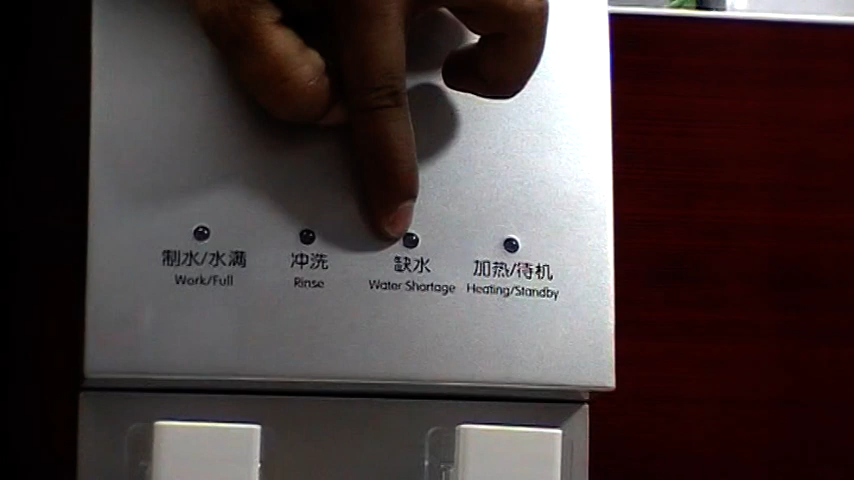 制水/水满
Work/Full
冲洗
Rinse
缺水
Water Shortage
加热/待机
Heating/Standby